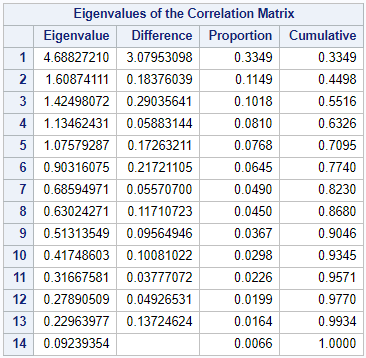 Eigenvalues of the Correlation Matrix
Eigenvalue Difference Proportion Cumulative
1 4.68827210 3.07953098 0.3349 0.3349
2 1.60874111 0.18376039 0.1149 0.4498
3 1.42498072 0.29035641 0.1018 0.5516
4 1.13462431 0.05883144 0.0810 0.6326
5 1.07579287 0.17263211 0.0768 0.7095
6 0.90316075 0.21721105 0.0645 0.7740
7 0.68594971 0.05570700 0.0490 0.8230
8 0.63024271 0.11710723 0.0450 0.8680
9 0.51313549 0.09564946 0.0367 0.9046
10 0.41748603 0.10081022 0.0298 0.9345
11 0.31667581 0.03777072 0.0226 0.9571
12 0.27890509 0.04926531 0.0199 0.9770
13 0.22963977 0.13724624 0.0164 0.9934
14 0.09239354 0.0066 1.0000